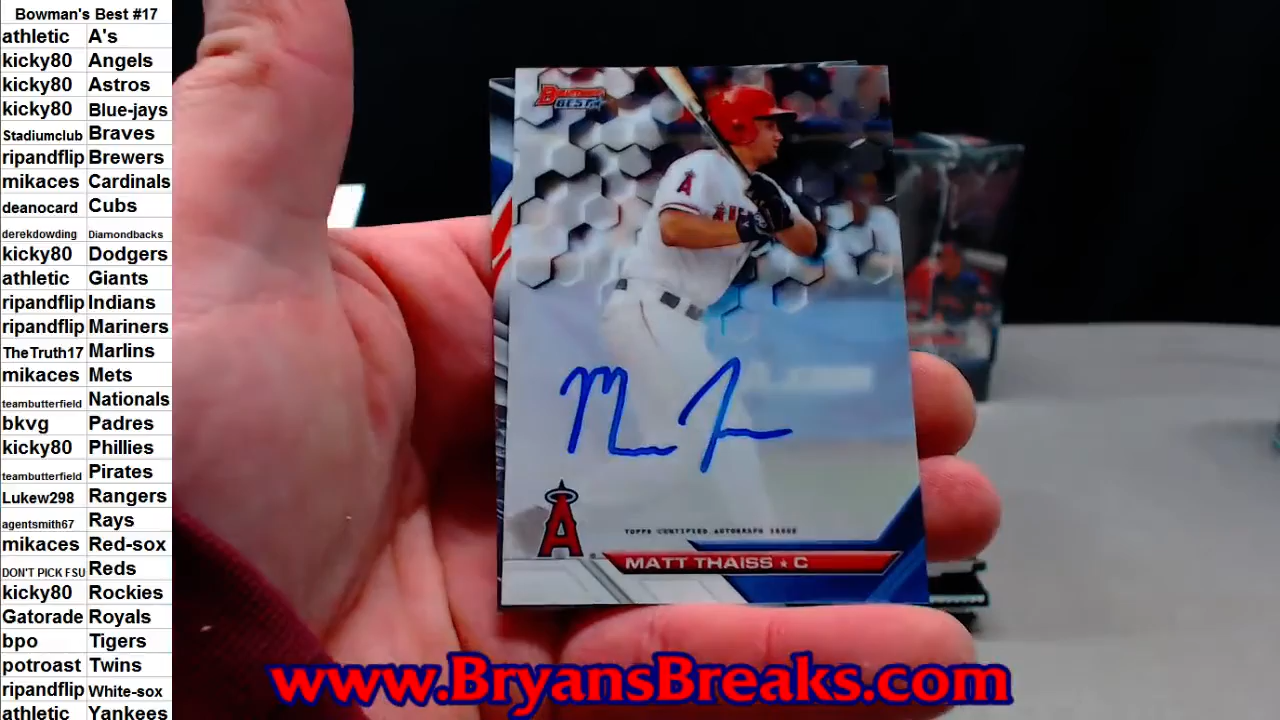 Bowman's Best #17
athletic A's
kicky80 Angels
kicky80 Astros
kicky80 Blue-jays
Stadiumclub Braves
ripandflip Brewers
mikaces Cardinals
deanocard Cubs
derekdowding Diamondbacks
kicky80 Dodgers
athletic Giants
ripandflip Indians
ripandflip Mariners
TheTruth17 Marlins
mikaces Mets
teambutterfield Nationals
bkvg Padres
kicky80 Phillies
teambutterfield Pirates
Lukew298 Rangers
agentsmith67 Rays
mikaces Red-sox
DON'T PICK FSU Reds
kicky80 Rockies
Gatorade Royals
bpo Tigers
potroast Twins
ripandflip White-sox
athletic Yankees
BOWMAN'S
BEST
A
A
TOPPS CERTIFIED AUTOGRAPH ISSUE
MATT THAISS ★ C
www.BryansBreaks.com